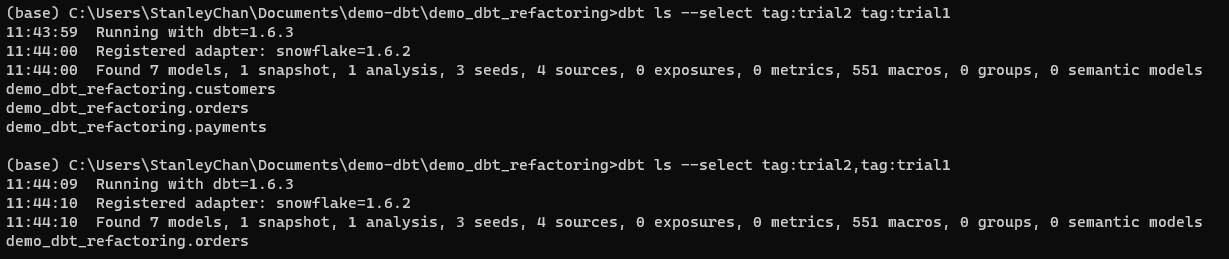 (base) C:\Users\StanleyChan\Documents\demo-dbt\demo_dbt_refactoring>dbt ls --select tag:trial2 tag:trial1
11:43:59  Running with dbt=1.6.3
11:44:00  Registered adapter: snowflake=1.6.2
11:44:00  Found 7 models, 1 snapshot, 1 analysis, 3 seeds, 4 sources, 0 exposures, 0 metrics, 551 macros, 0 groups, 0 semantic models
demo_dbt_refactoring.customers
demo_dbt_refactoring.orders
demo_dbt_refactoring.payments

(base) C:\Users\StanleyChan\Documents\demo-dbt\demo_dbt_refactoring>dbt ls --select tag:trial2,tag:trial1
11:44:09  Running with dbt=1.6.3
11:44:10  Registered adapter: snowflake=1.6.2
11:44:10  Found 7 models, 1 snapshot, 1 analysis, 3 seeds, 4 sources, 0 exposures, 0 metrics, 551 macros, 0 groups, 0 semantic models
demo_dbt_refactoring.orders